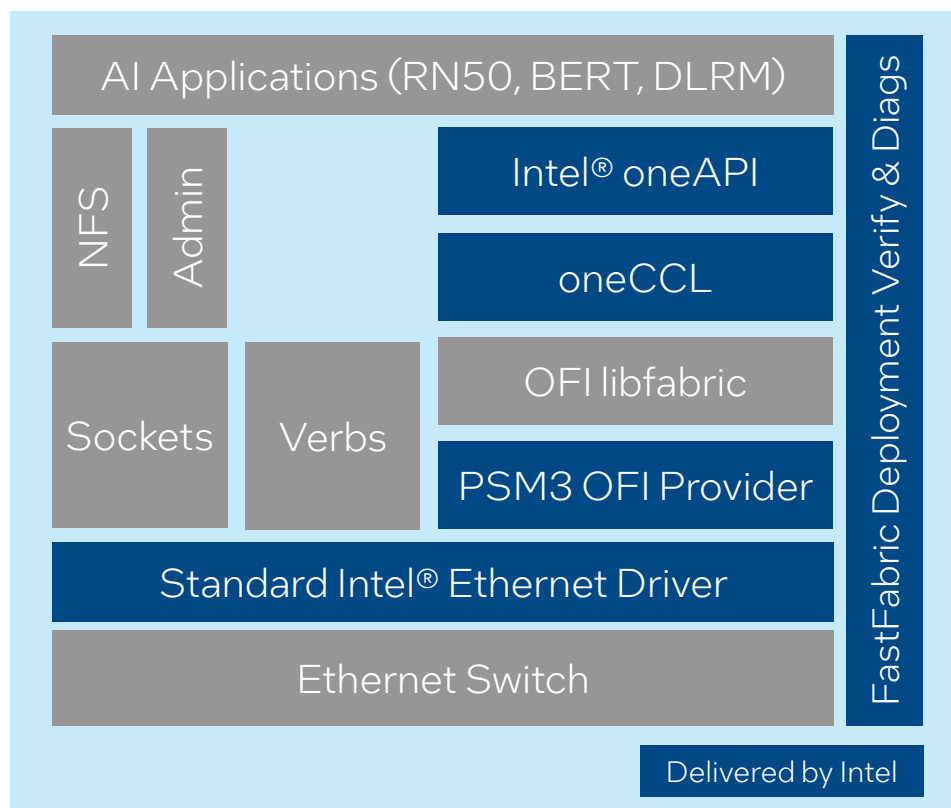 AI Applications (RN50, BERT, DLRM)
NFS
Admin
Intel® oneAPI
oneCCL
OFI libfabric
Sockets
Verbs
PSM3 OFI Provider
Standard Intel® Ethernet Driver
Ethernet Switch
FastFabric Deployment Verify & Diags
Delivered by Intel